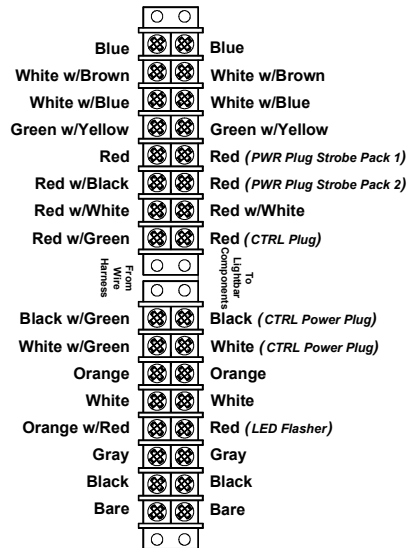 Blue Blue
White w/Brown White w/Brown
White w/Blue White w/Blue
Green w/Yellow Green w/Yellow
Red Red (PWR Plug Strobe Pack 1)
Red w/Black Red (PWR Plug Strobe Pack 2)
Red w/White Red w/White
Red w/Green Red (CTRL Plug)
From
Wire
Harness
To
Lightbar
Components
Black w/Green Black (CTRL Power Plug)
White w/Green White (CTRL Power Plug)
Orange Orange
White White
Orange w/Red Red (LED Flasher)
Gray Gray
Black Black
Bare Bare